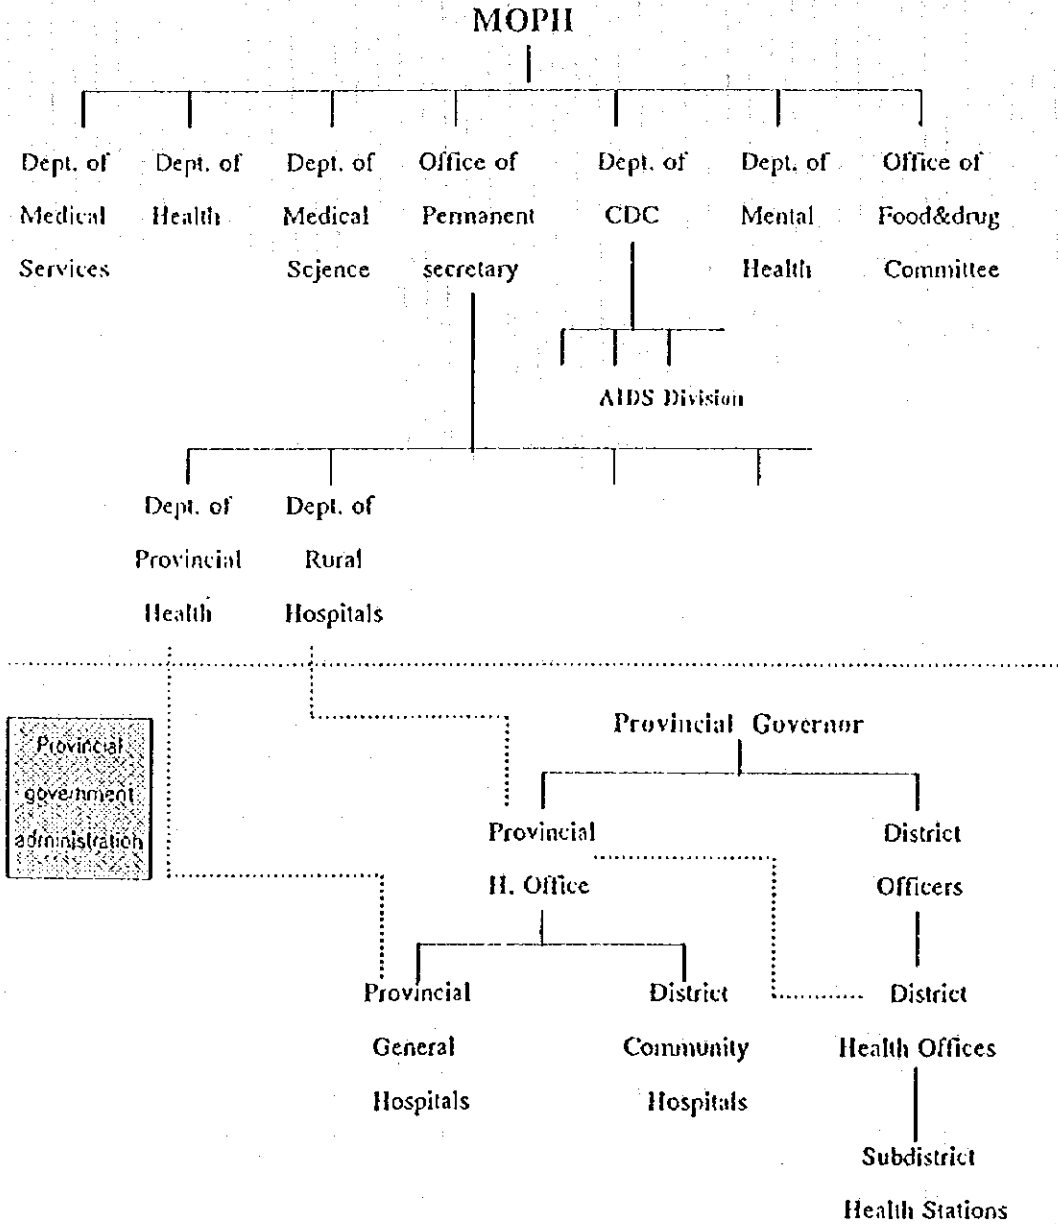 MOPH
Dept. of
Medical
Services
Dept. of
Health
Dept. of
Medical
Science
Office of
Permanent
secretary
Dept. of
CDC
Dept. of
Mental
Health
Office of
Food&drug
Committee
AIDS Division
Dept. of
Provincial
Health
Dept. of
Rural
Hospitals
Provincial
government
administration
Provincial Governor
Provincial
H. Office
District
Officers
Provincial
General
Hospitals
District
Community
Hospitals
District
Health Offices
Subdistrict
Health Stations